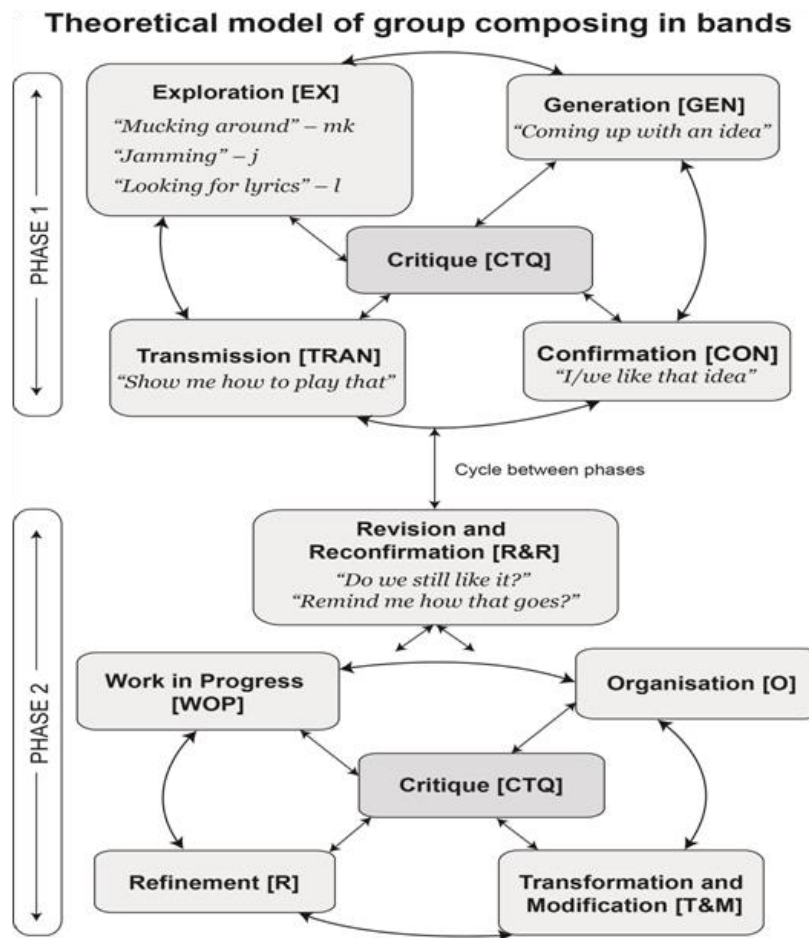 Theoretical model of group composing in bands
PHASE 1
Exploration [EX]
“Mucking around” – mk
“Jamming” – j
“Looking for lyrics” – l
Generation [GEN]
“Coming up with an idea”
Critique [CTQ]
Transmission [TRAN]
“Show me how to play that”
Confirmation [CON]
“I/we like that idea”
Cycle between phases
PHASE 2
Revision and
Reconfirmation [R&R]
“Do we still like it?”
“Remind me how that goes?”
Work in Progress
[WOP]
Organisation [O]
Critique [CTQ]
Refinement [R]
Transformation and
Modification [T&M]